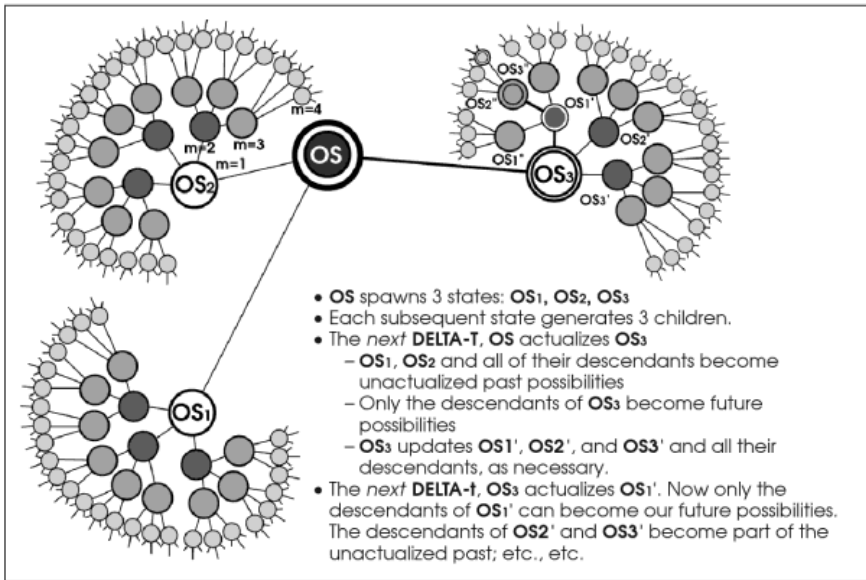 OS3"
m=4
OS2"
OS1'
m=2
m=3
OS2'
OS
OS1"
m=1
OS2
OS3
OS3'
• OS spawns 3 states: OS1, OS2, OS3
• Each subsequent state generates 3 children.
• The next DELTA-T, OS actualizes OS3
– OS1, OS2 and all of their descendants become
unactualized past possibilities
– Only the descendants of OS3 become future
possibilities
– OS3 updates OS1', OS2', and OS3' and all their
descendants, as necessary.
OS1
• The next DELTA-t, OS3 actualizes OS1'. Now only the
descendants of OS1' can become our future possibilities.
The descendants of OS2' and OS3' become part of the
unactualized past; etc., etc.